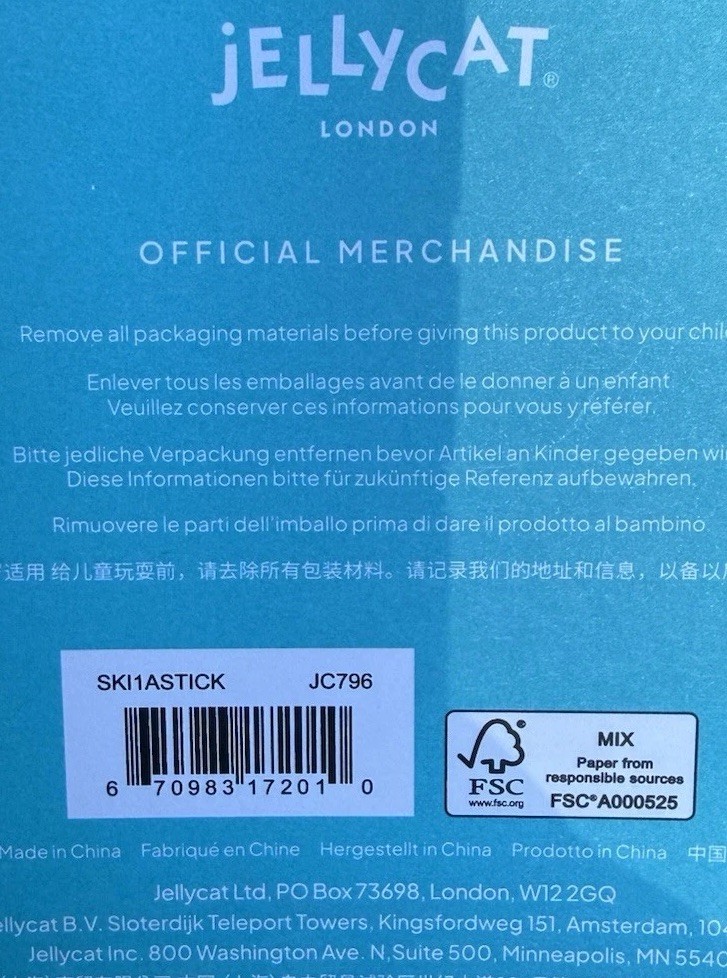 jELLYCAT®
LONDON
OFFICIAL MERCHANDISE
Remove all packaging materials before giving this product to your
Enlever tous les emballages avant de le donner à un enfant
Veuillez conserver ces informations pour vous y référer.
Bitte jedliche Verpackung entfernen bevor Artikel an Kinder gegeben
Diese Informationen bitte für zukünftige Referenz aufbewahren.
Rimuovere le parti dell'imballo prima di dare il prodotto al bambino
适用 给儿童玩耍前，请去除所有包装材料。请记录我们的地址和信息，以备以
SKI1ASTICK JC796
6 70983 17201 0
FSC
www.fsc.org
MIX
Paper from
responsible sources
FSC®A000525
Made in China Fabriqué en Chine Hergestellt in China Prodotto in China 中国
Jellycat Ltd, PO Box 73698, London, W12 2GQ
B.V. Sloterdijk Teleport Towers, Kingsfordweg 151, Amsterdam,
Jellycat Inc. 800 Washington Ave. N, Suite 500, Minneapolis, MN